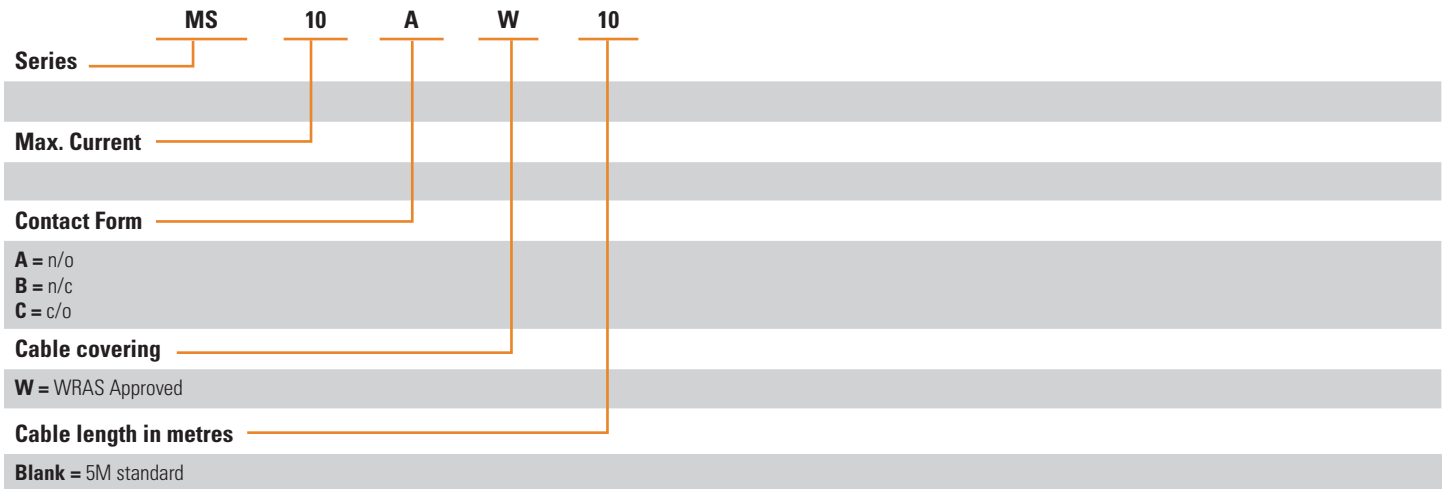 MS 10 A W 10
Series
Max. Current
Contact Form
A = n/o
B = n/c
C = c/o
Cable covering
W = WRAS Approved
Cable length in metres
Blank = 5M standard